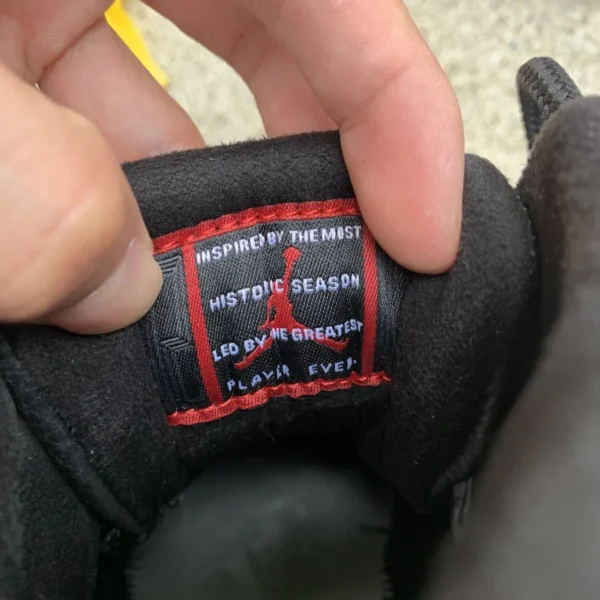 INSPIRED BY THE MOST
HISTORIC SEASON
LED BY THE GREATEST
PLAYER EVER.